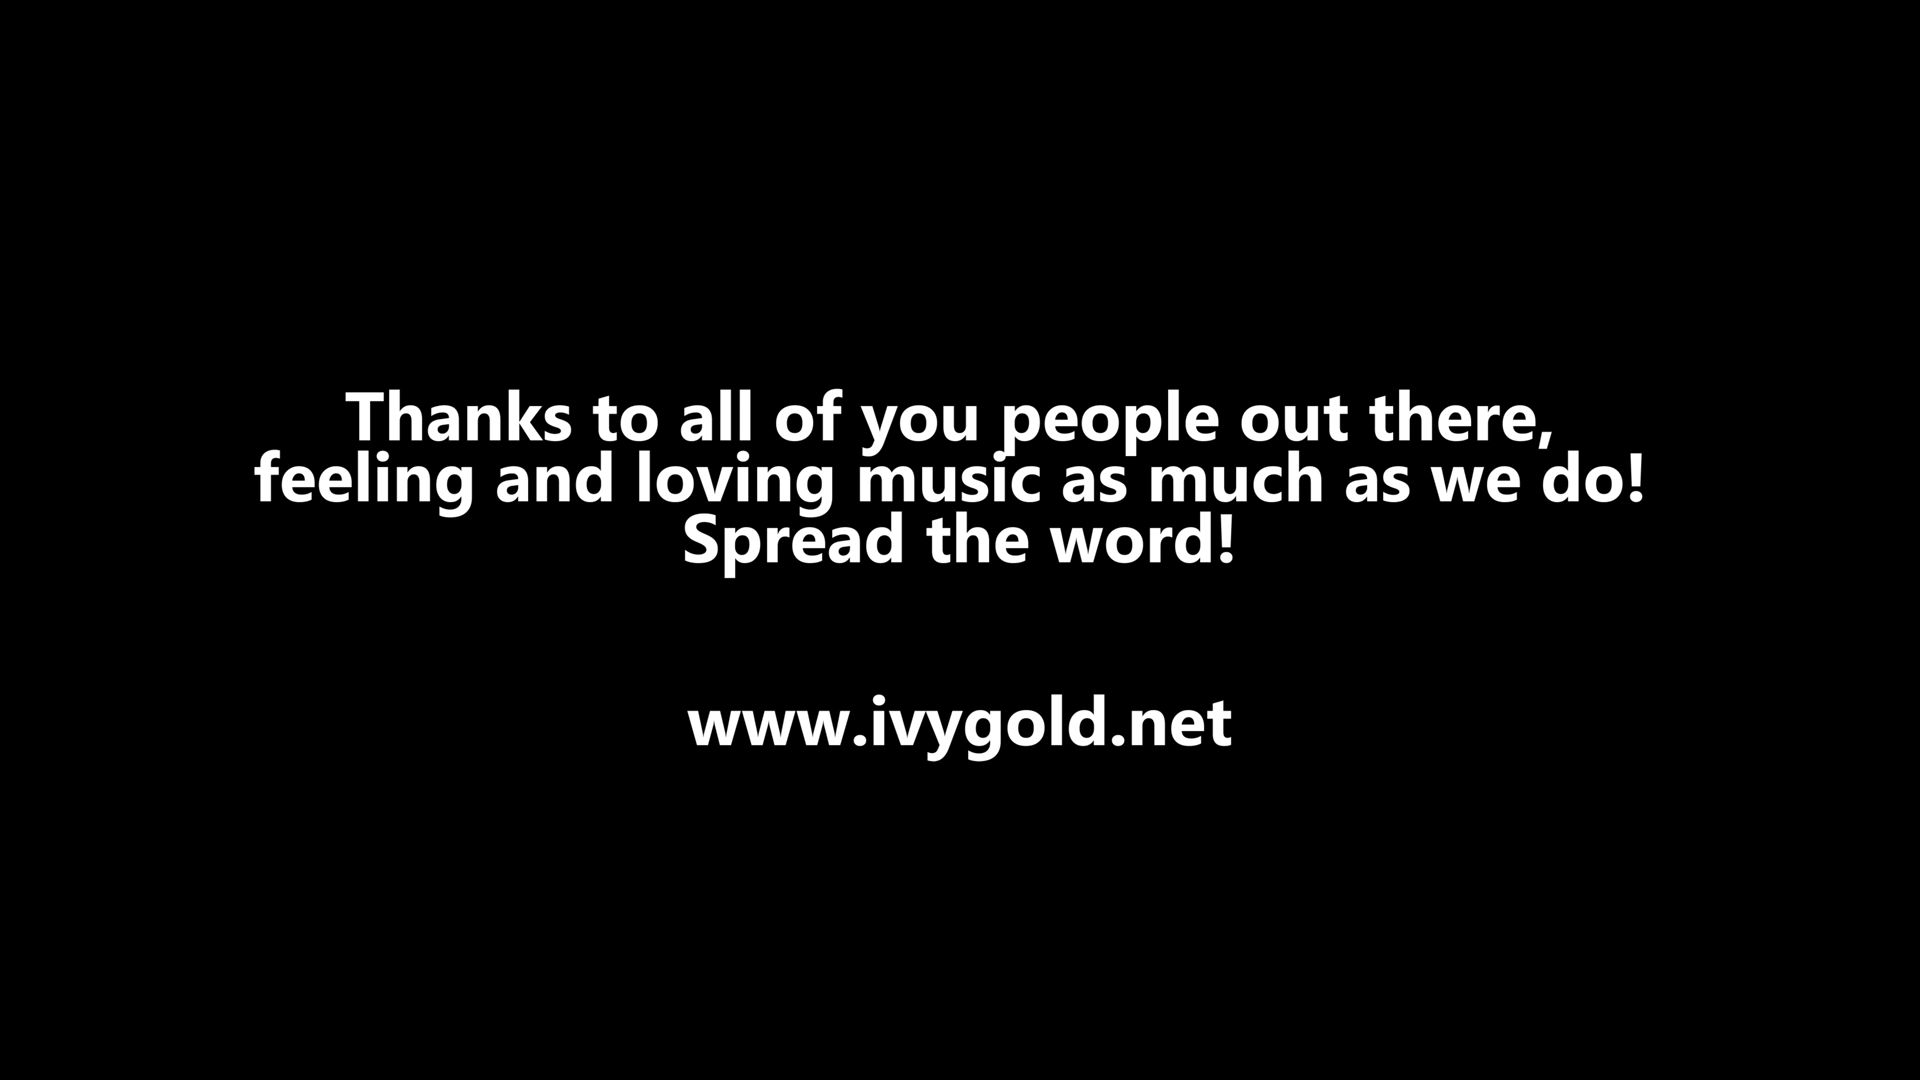 Thanks to all of you people out there,
feeling and loving music as much as we do!
Spread the word!
www.ivygold.net